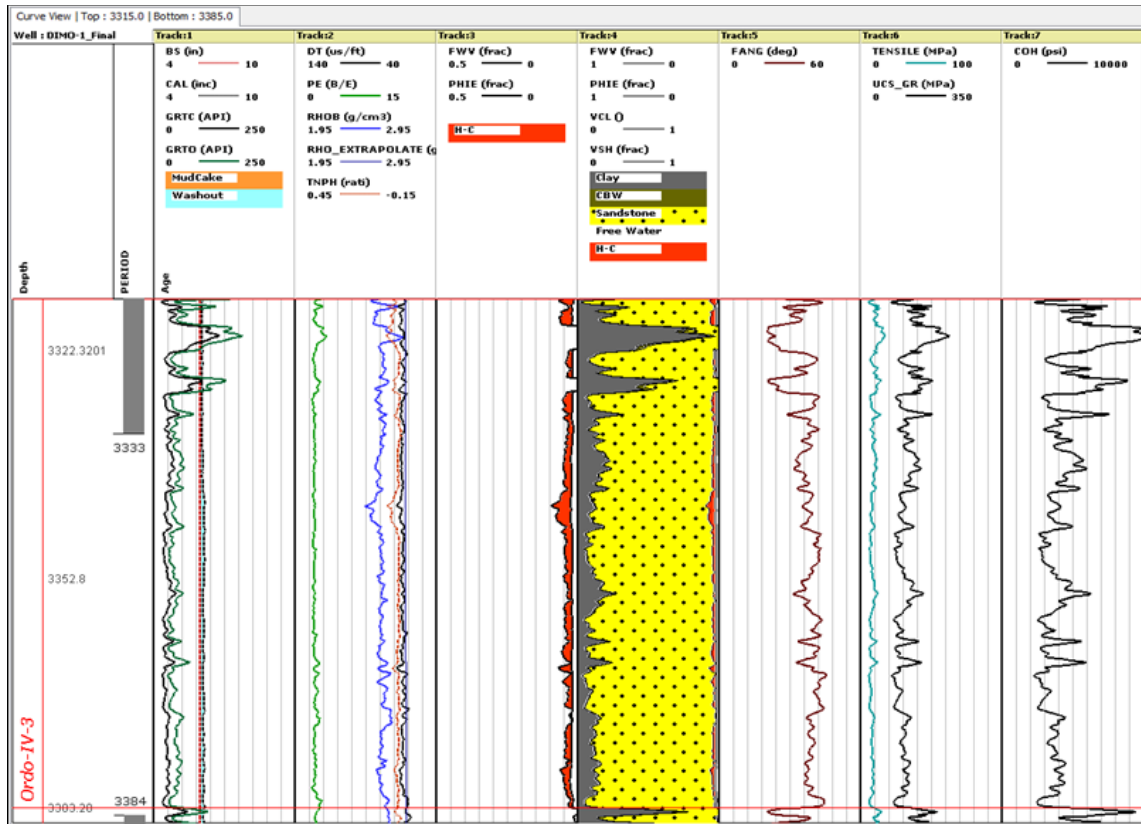 Curve View | Top : 3315.0 | Bottom : 3385.0
Well : DIMO-1_Final
Track:1
Track:2
Track:3
Track:4
Track:5
Track:6
Track:7
Depth
PERIOD
Age
BS (in)
4 10
CAL (inc)
4 10
GRTC (API)
0 250
GRTO (API)
0 250
MudCake
Washout
DT (us/ft)
140 40
PE (B/E)
0 15
RHOB (g/cm3)
1.95 2.95
RHO_EXTRAPOLATE (g
1.95 2.95
TNPH (rati)
0.45 -0.15
FWV (frac)
0.5 0
PHIE (frac)
0.5 0
H-C
FWV (frac)
1 0
PHIE (frac)
1 0
VCL ()
0 1
VSH (frac)
0 1
Clay
CBW
Sandstone
Free Water
H-C
FANG (deg)
0 60
TENSILE (MPa)
0 100
UCS_GR (MPa)
0 350
COH (psi)
0 10000
3322.3201
3333
3352.8
Ordo-IV-3
3384